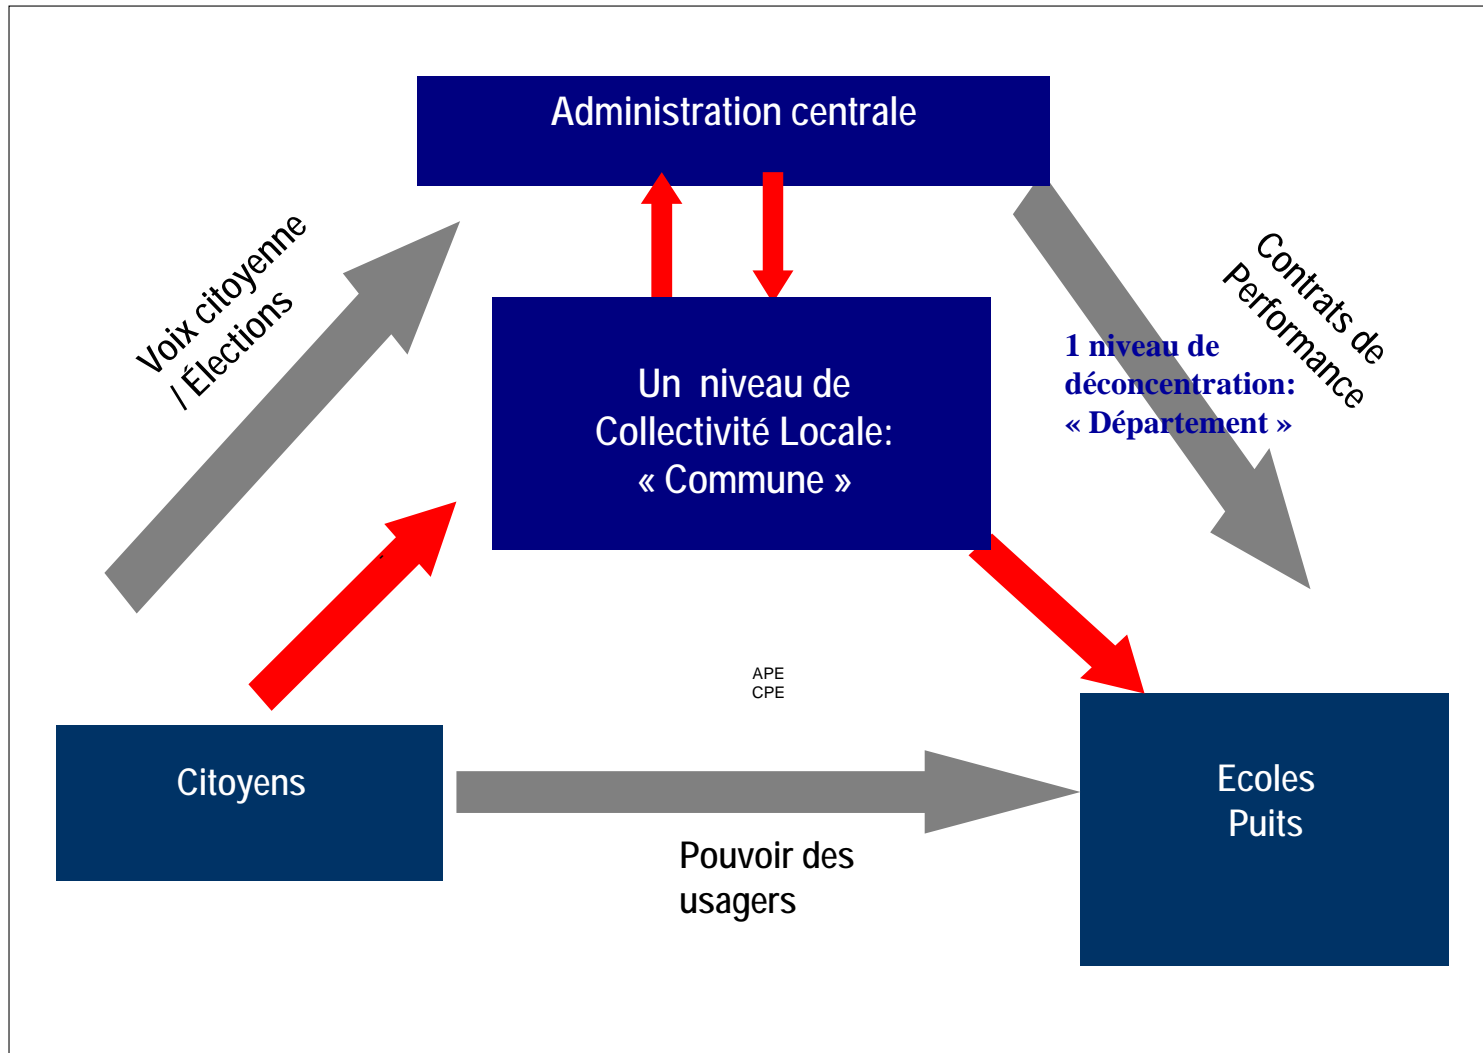 Administration centrale
Voix citoyenne
/ Élections
Contrats de
Performance
1 niveau de
déconcentration:
« Département »
Un niveau de
Collectivité Locale:
« Commune »
APE
CPE
Citoyens
Ecoles
Puits
Pouvoir des
usagers